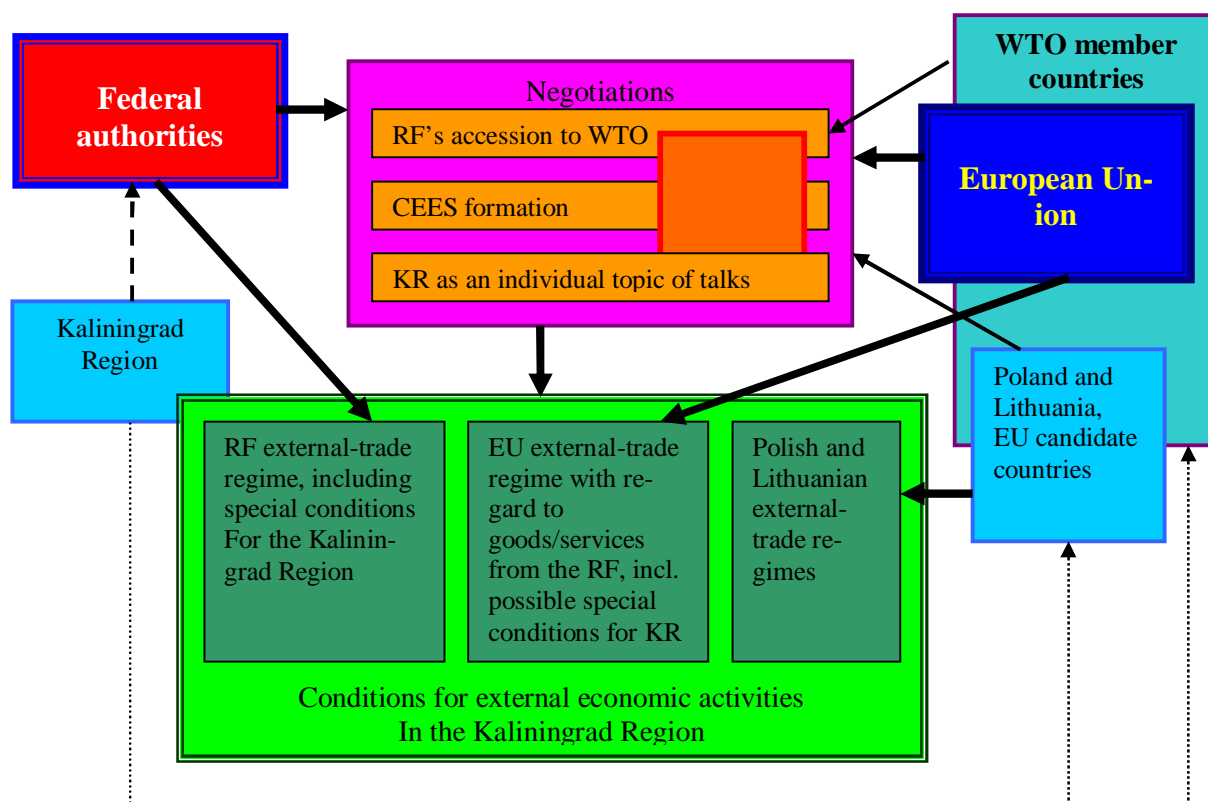 Federal
authorities
Negotiations
RF's accession to WTO
CEES formation
KR as an individual topic of talks
WTO member
countries
European Un-
ion
Kaliningrad
Region
Poland and
Lithuania,
EU candidate
countries
RF external-trade
regime, including
special conditions
For the Kalinin-
grad Region
EU external-trade
regime with re-
gard to
goods/services
from the RF, incl.
possible special
conditions for KR
Polish and
Lithuanian
external-
trade re-
gimes
Conditions for external economic activities
In the Kaliningrad Region